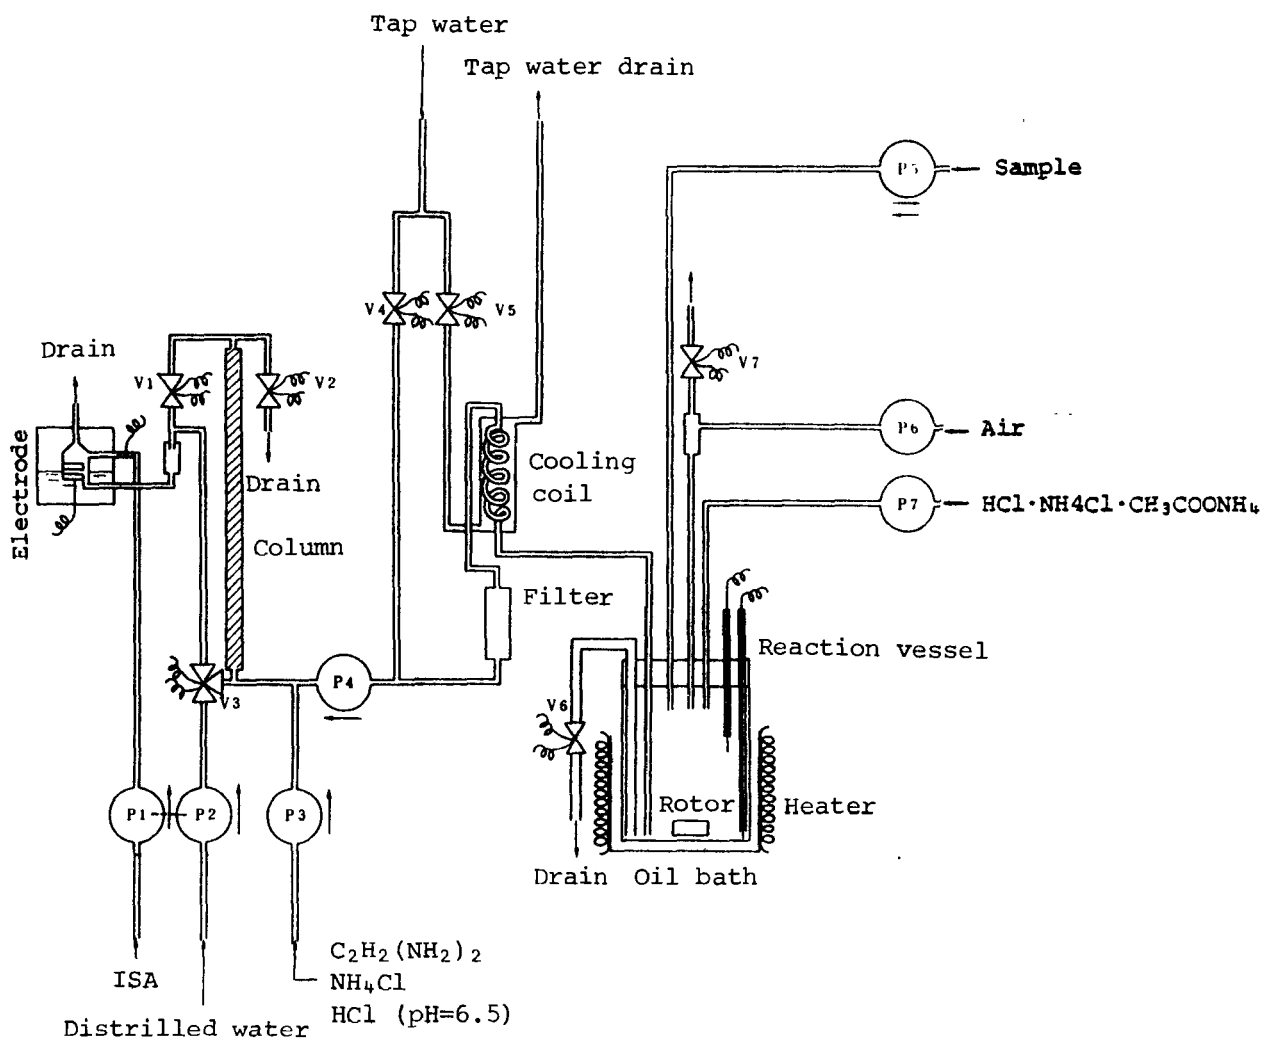 Tap water
Tap water drain
P5
Sample
V4
V5
V7
Drain
V1
V2
P6
Air
Electrode
Cooling
coil
Drain
P7
HCl·NH4Cl·CH₃COONH₄
Column
Filter
Reaction vessel
P4
V3
V6
Rotor
Heater
P1
P2
P3
Drain
Oil bath
C₂H₂(NH₂)₂
NH₄Cl
HCl (pH=6.5)
ISA
Distrilled water